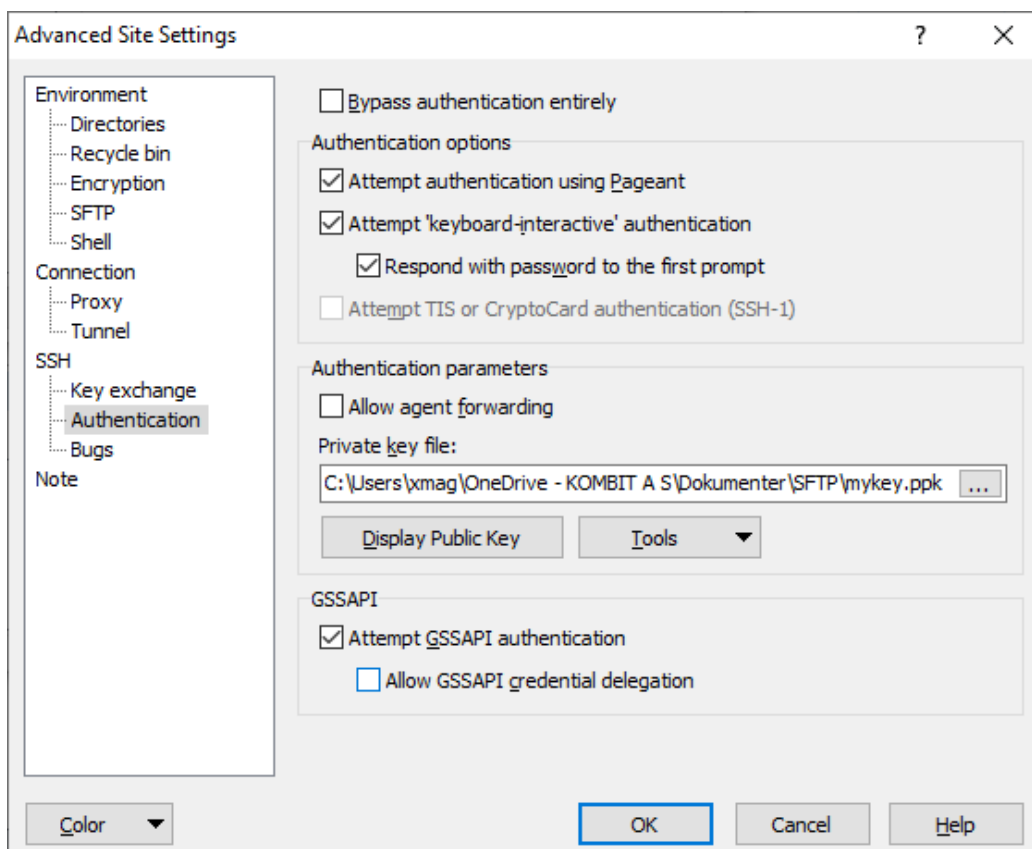 Advanced Site Settings ? ×
Environment
Directories
Recycle bin
Encryption
SFTP
Shell
Connection
Proxy
Tunnel
SSH
Key exchange
Authentication
Bugs
Note
Bypass authentication entirely
Authentication options
Attempt authentication using Pageant
Attempt 'keyboard-interactive' authentication
Respond with password to the first prompt
Attempt TIS or CryptoCard authentication (SSH-1)
Authentication parameters
Allow agent forwarding
Private key file:
C:\Users\xmag\OneDrive - KOMBIT A S\Dokumenter\SFTP\mykey.ppk ...
Display Public Key Tools
GSSAPI
Attempt GSSAPI authentication
Allow GSSAPI credential delegation
Color OK Cancel Help